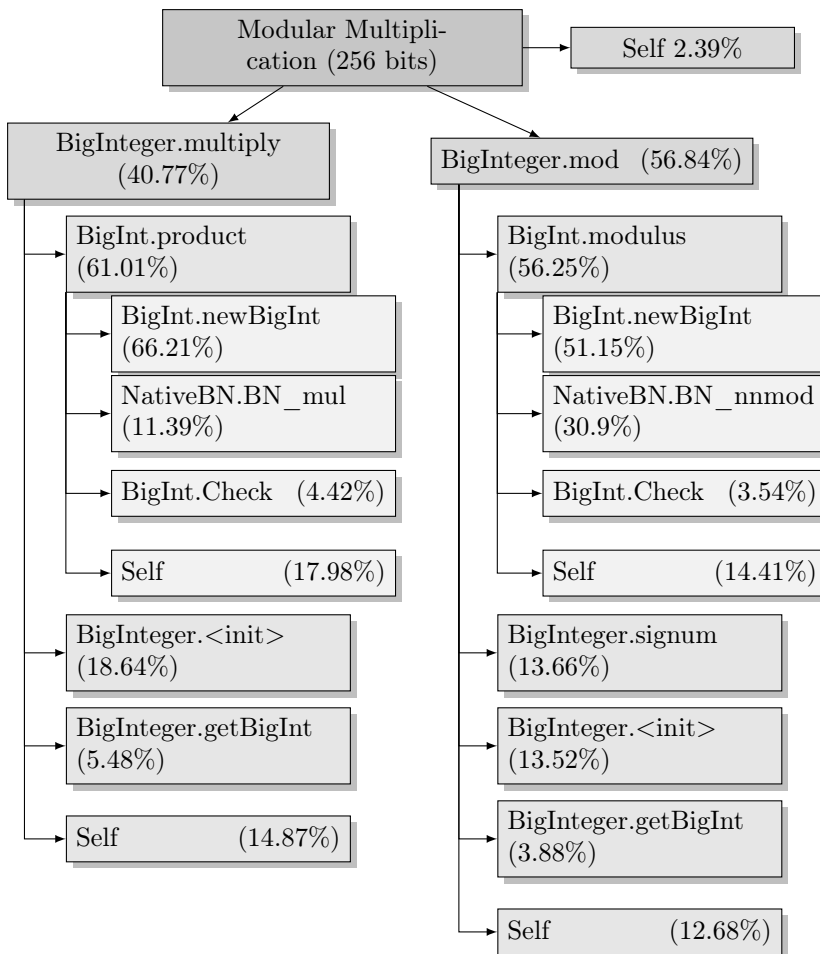 Modular Multipli-
cation (256 bits)
Self 2.39%
BigInteger.multiply
(40.77%)
BigInt.product
(61.01%)
BigInt.newBigInt
(66.21%)
NativeBN.BN_mul
(11.39%)
BigInt.Check (4.42%)
Self (17.98%)
BigInteger.<init>
(18.64%)
BigInteger.getBigInt
(5.48%)
Self (14.87%)
BigInteger.mod (56.84%)
BigInt.modulus
(56.25%)
BigInt.newBigInt
(51.15%)
NativeBN.BN_nnmod
(30.9%)
BigInt.Check (3.54%)
Self (14.41%)
BigInteger.signum
(13.66%)
BigInteger.<init>
(13.52%)
BigInteger.getBigInt
(3.88%)
Self (12.68%)